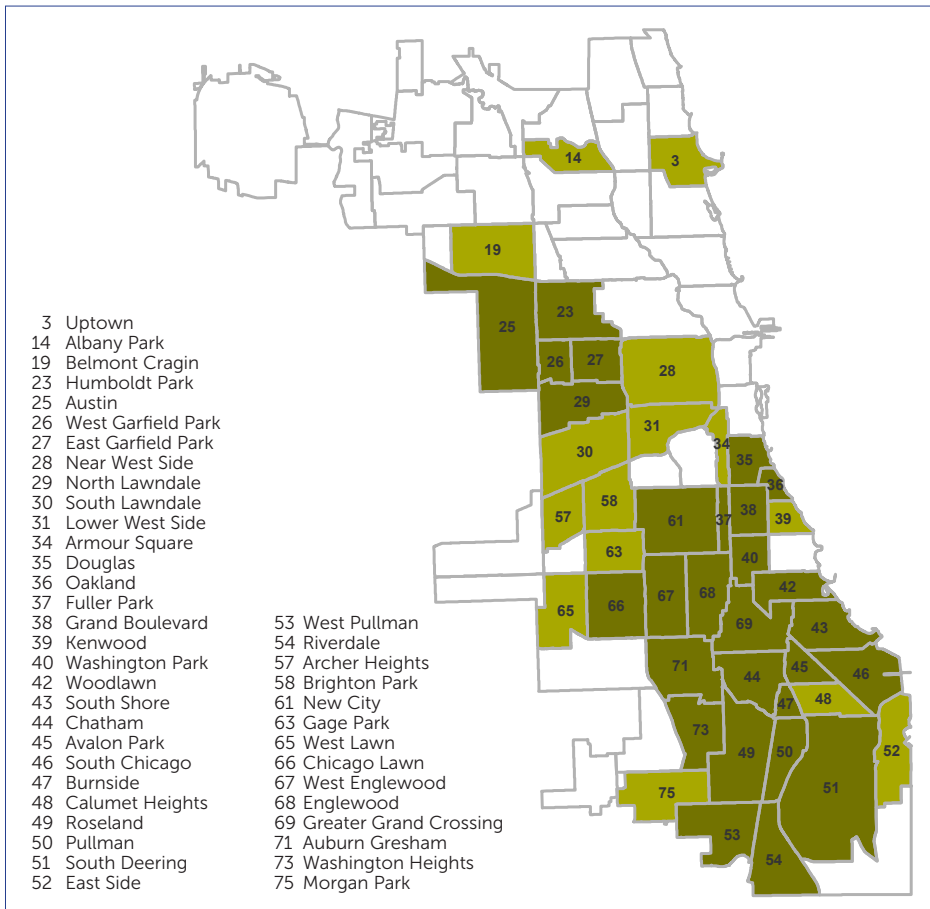 14
3
19
25
23
26
27
28
29
31
30
34
35
36
58
57
61
37
38
39
63
40
65
66
67
68
42
69
43
71
44
45
46
47
48
73
49
50
51
52
75
53
54
3 Uptown
14 Albany Park
19 Belmont Cragin
23 Humboldt Park
25 Austin
26 West Garfield Park
27 East Garfield Park
28 Near West Side
29 North Lawndale
30 South Lawndale
31 Lower West Side
34 Armour Square
35 Douglas
36 Oakland
37 Fuller Park
38 Grand Boulevard
39 Kenwood
40 Washington Park
42 Woodlawn
43 South Shore
44 Chatham
45 Avalon Park
46 South Chicago
47 Burnside
48 Calumet Heights
49 Roseland
50 Pullman
51 South Deering
52 East Side
53 West Pullman
54 Riverdale
57 Archer Heights
58 Brighton Park
61 New City
63 Gage Park
65 West Lawn
66 Chicago Lawn
67 West Englewood
68 Englewood
69 Greater Grand Crossing
71 Auburn Gresham
73 Washington Heights
75 Morgan Park